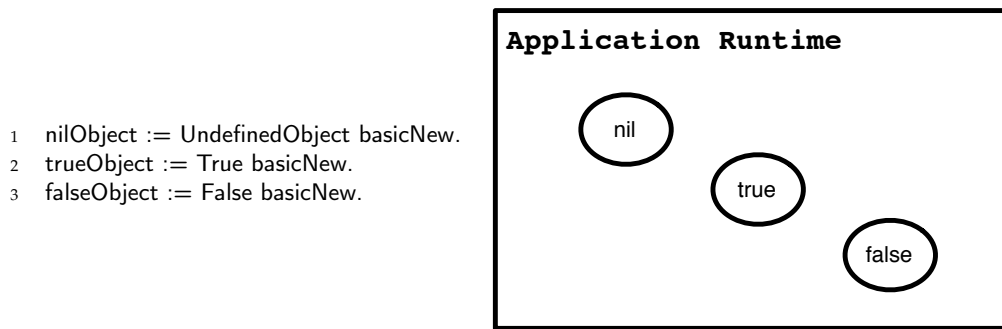 1 nilObject := UndefinedObject basicNew.
2 trueObject := True basicNew.
3 falseObject := False basicNew.
Application Runtime
nil
true
false